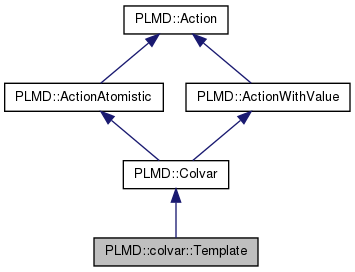 PLMD::Action
PLMD::ActionAtomistic
PLMD::ActionWithValue
PLMD::Colvar
PLMD::colvar::Template